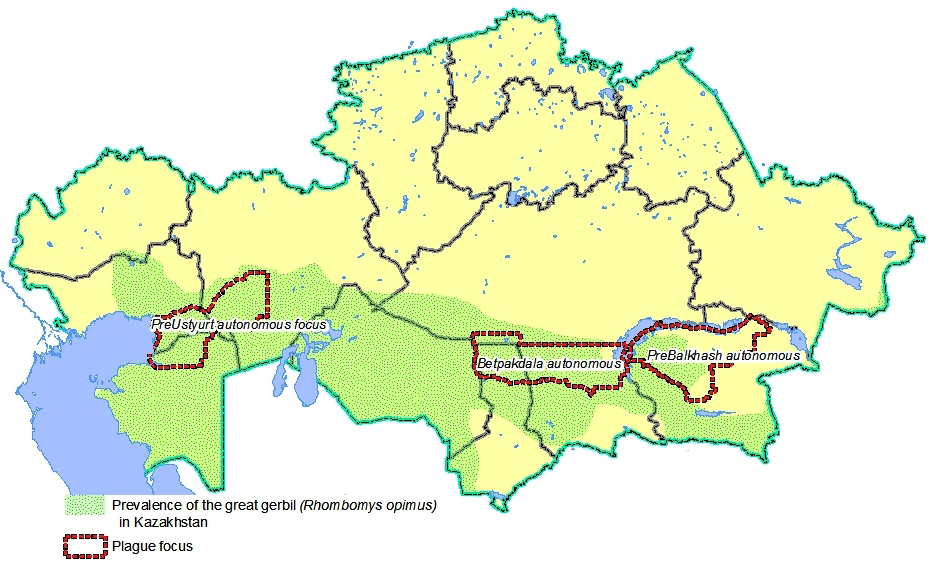 PreUstyurt autonomous focus
Betpakdala autonomous
PreBalkhash autonomous
Prevalence of the great gerbil (Rhombomys opimus)
in Kazakhstan
Plague focus